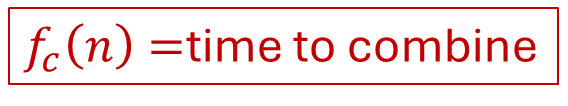 f_c(n) =time to combine